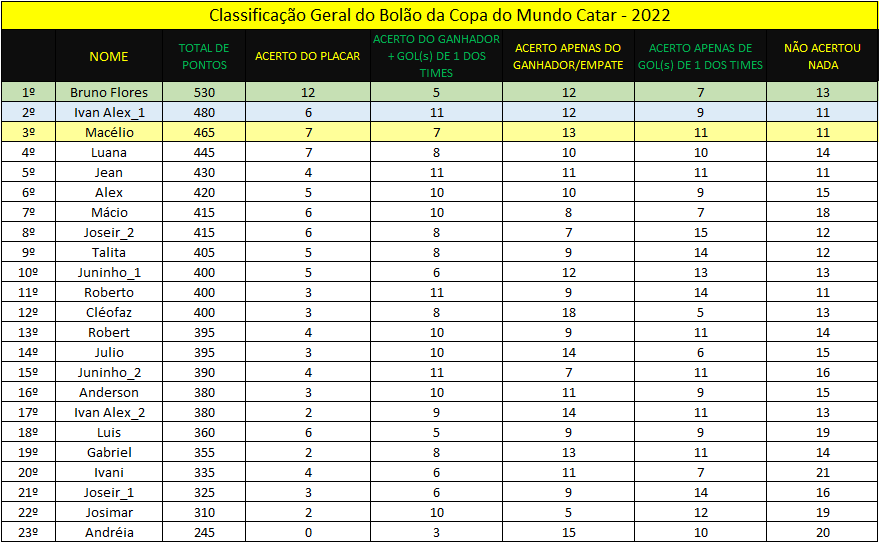 Classificação Geral do Bolão da Copa do Mundo Catar - 2022
NOME TOTAL DE PONTOS ACERTO DO PLACAR ACERTO DO GANHADOR + GOL(s) DE 1 DOS TIMES ACERTO APENAS DO GANHADOR/EMPATE ACERTO APENAS DE GOL(s) DE 1 DOS TIMES NÃO ACERTOU NADA
1º Bruno Flores 530 12 5 12 7 13
2º Ivan Alex_1 480 6 11 12 9 11
3º Macélio 465 7 7 13 11 11
4º Luana 445 7 8 10 10 14
5º Jean 430 4 11 11 11 11
6º Alex 420 5 10 10 9 15
7º Mácio 415 6 10 8 7 18
8º Joseir_2 415 6 8 7 15 12
9º Talita 405 5 8 9 14 12
10º Juninho_1 400 5 6 12 13 13
11º Roberto 400 3 11 9 14 11
12º Cléofaz 400 3 8 18 5 13
13º Robert 395 4 10 9 11 14
14º Julio 395 3 10 14 6 15
15º Juninho_2 390 4 11 7 11 16
16º Anderson 380 3 10 11 9 15
17º Ivan Alex_2 380 2 9 14 11 13
18º Luis 360 6 5 9 9 19
19º Gabriel 355 2 8 13 11 14
20º Ivani 335 4 6 11 7 21
21º Joseir_1 325 3 6 9 14 16
22º Josimar 310 2 10 5 12 19
23º Andréia 245 0 3 15 10 20